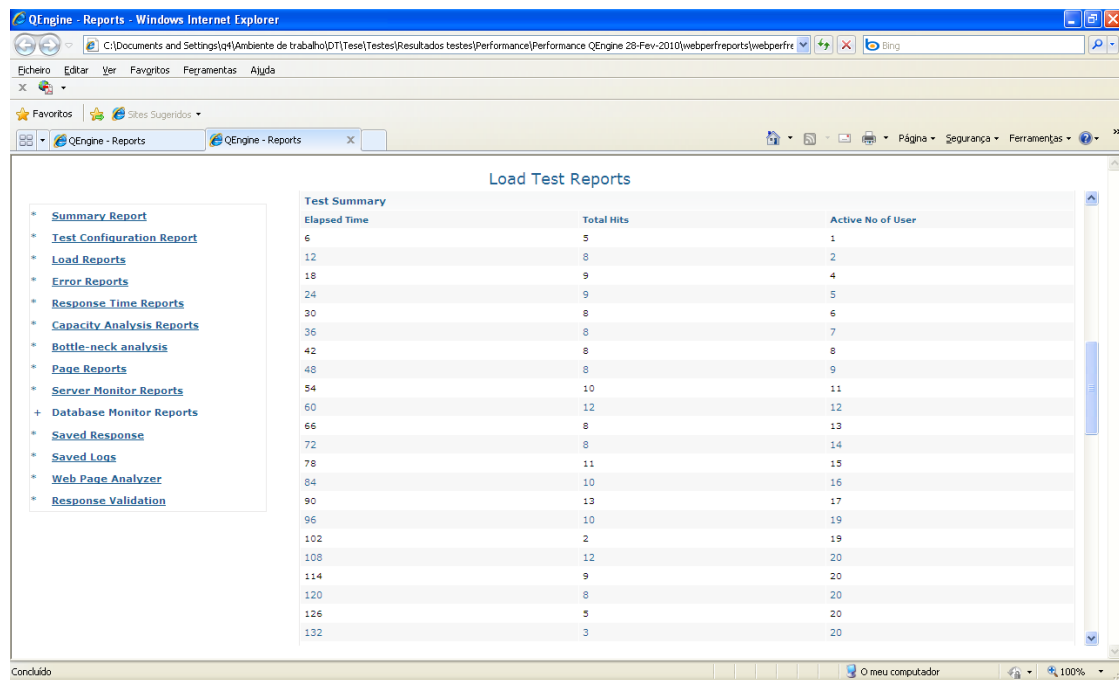 QEngine - Reports - Windows Internet Explorer
C:\Documents and Settings\q4\Ambiente de trabalho\DT\Tese\Testes\Resultados testes\Performance\Performance QEngine 28-Fev-2010\webperfreports\webperfre
Bing
Ficheiro Editar Ver Favoritos Ferramentas Ajuda
x
Favoritos Sites Sugeridos
QEngine - Reports QEngine - Reports X Página Segurança Ferramentas »
Load Test Reports
* Summary Report
* Test Configuration Report
* Load Reports
* Error Reports
* Response Time Reports
* Capacity Analysis Reports
* Bottle-neck analysis
* Page Reports
* Server Monitor Reports
+ Database Monitor Reports
* Saved Response
* Saved Logs
* Web Page Analyzer
* Response Validation
Test Summary
Elapsed Time Total Hits Active No of User
6 5 1
12 8 2
18 9 4
24 9 5
30 8 6
36 8 7
42 8 8
48 8 9
54 10 11
60 12 12
66 8 13
72 8 14
78 11 15
84 10 16
90 13 17
96 10 19
102 2 19
108 12 20
114 9 20
120 8 20
126 5 20
132 3 20
Concluído O meu computador 100%